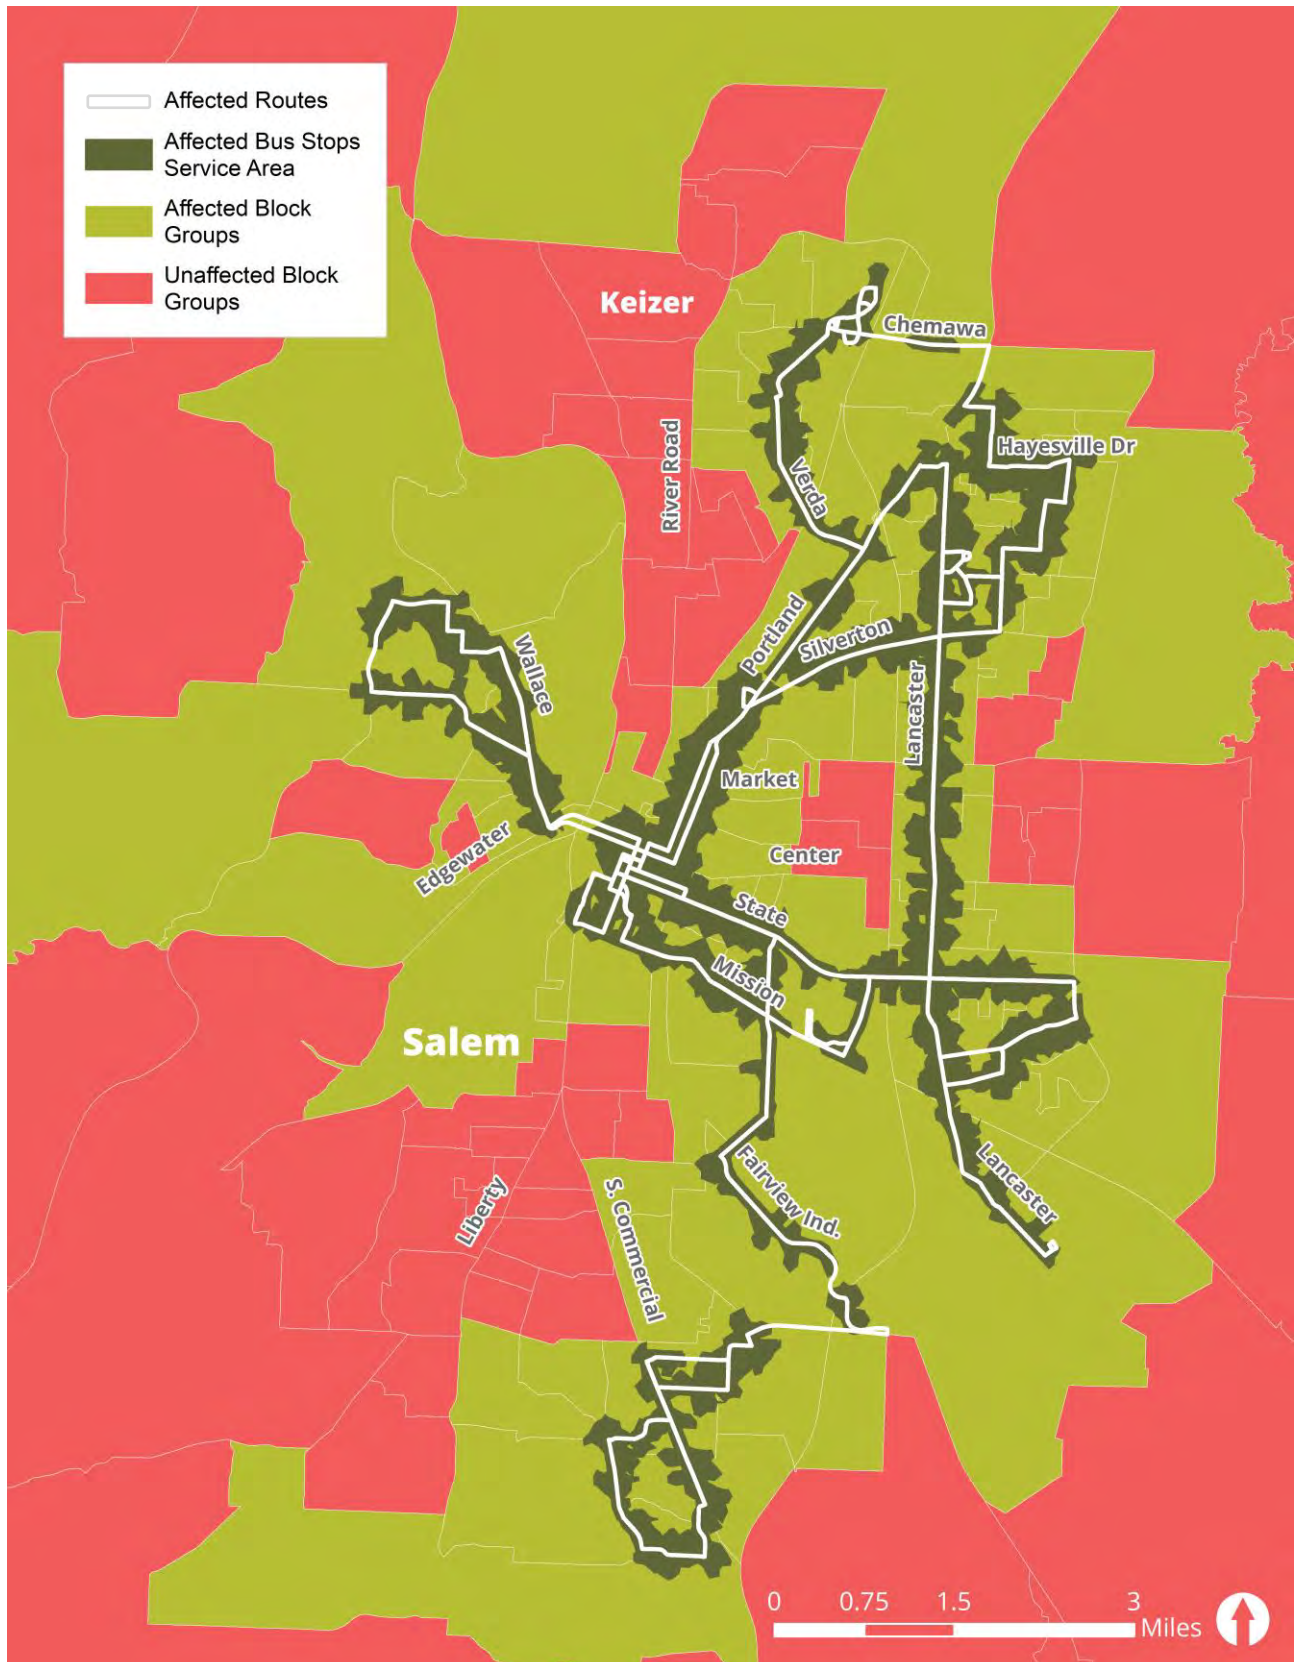 Affected Routes
Affected Bus Stops
Service Area
Affected Block
Groups
Unaffected Block
Groups
Keizer
Chemawa
River Road
Hayesville Dr
Verda
Portland
Silverton
Wallace
Lancaster
Market
Edgewater
Center
State
Mission
Salem
Fairview Ind.
Lancaster
Liberty
S. Commercial
0 0.75 1.5 3
Miles